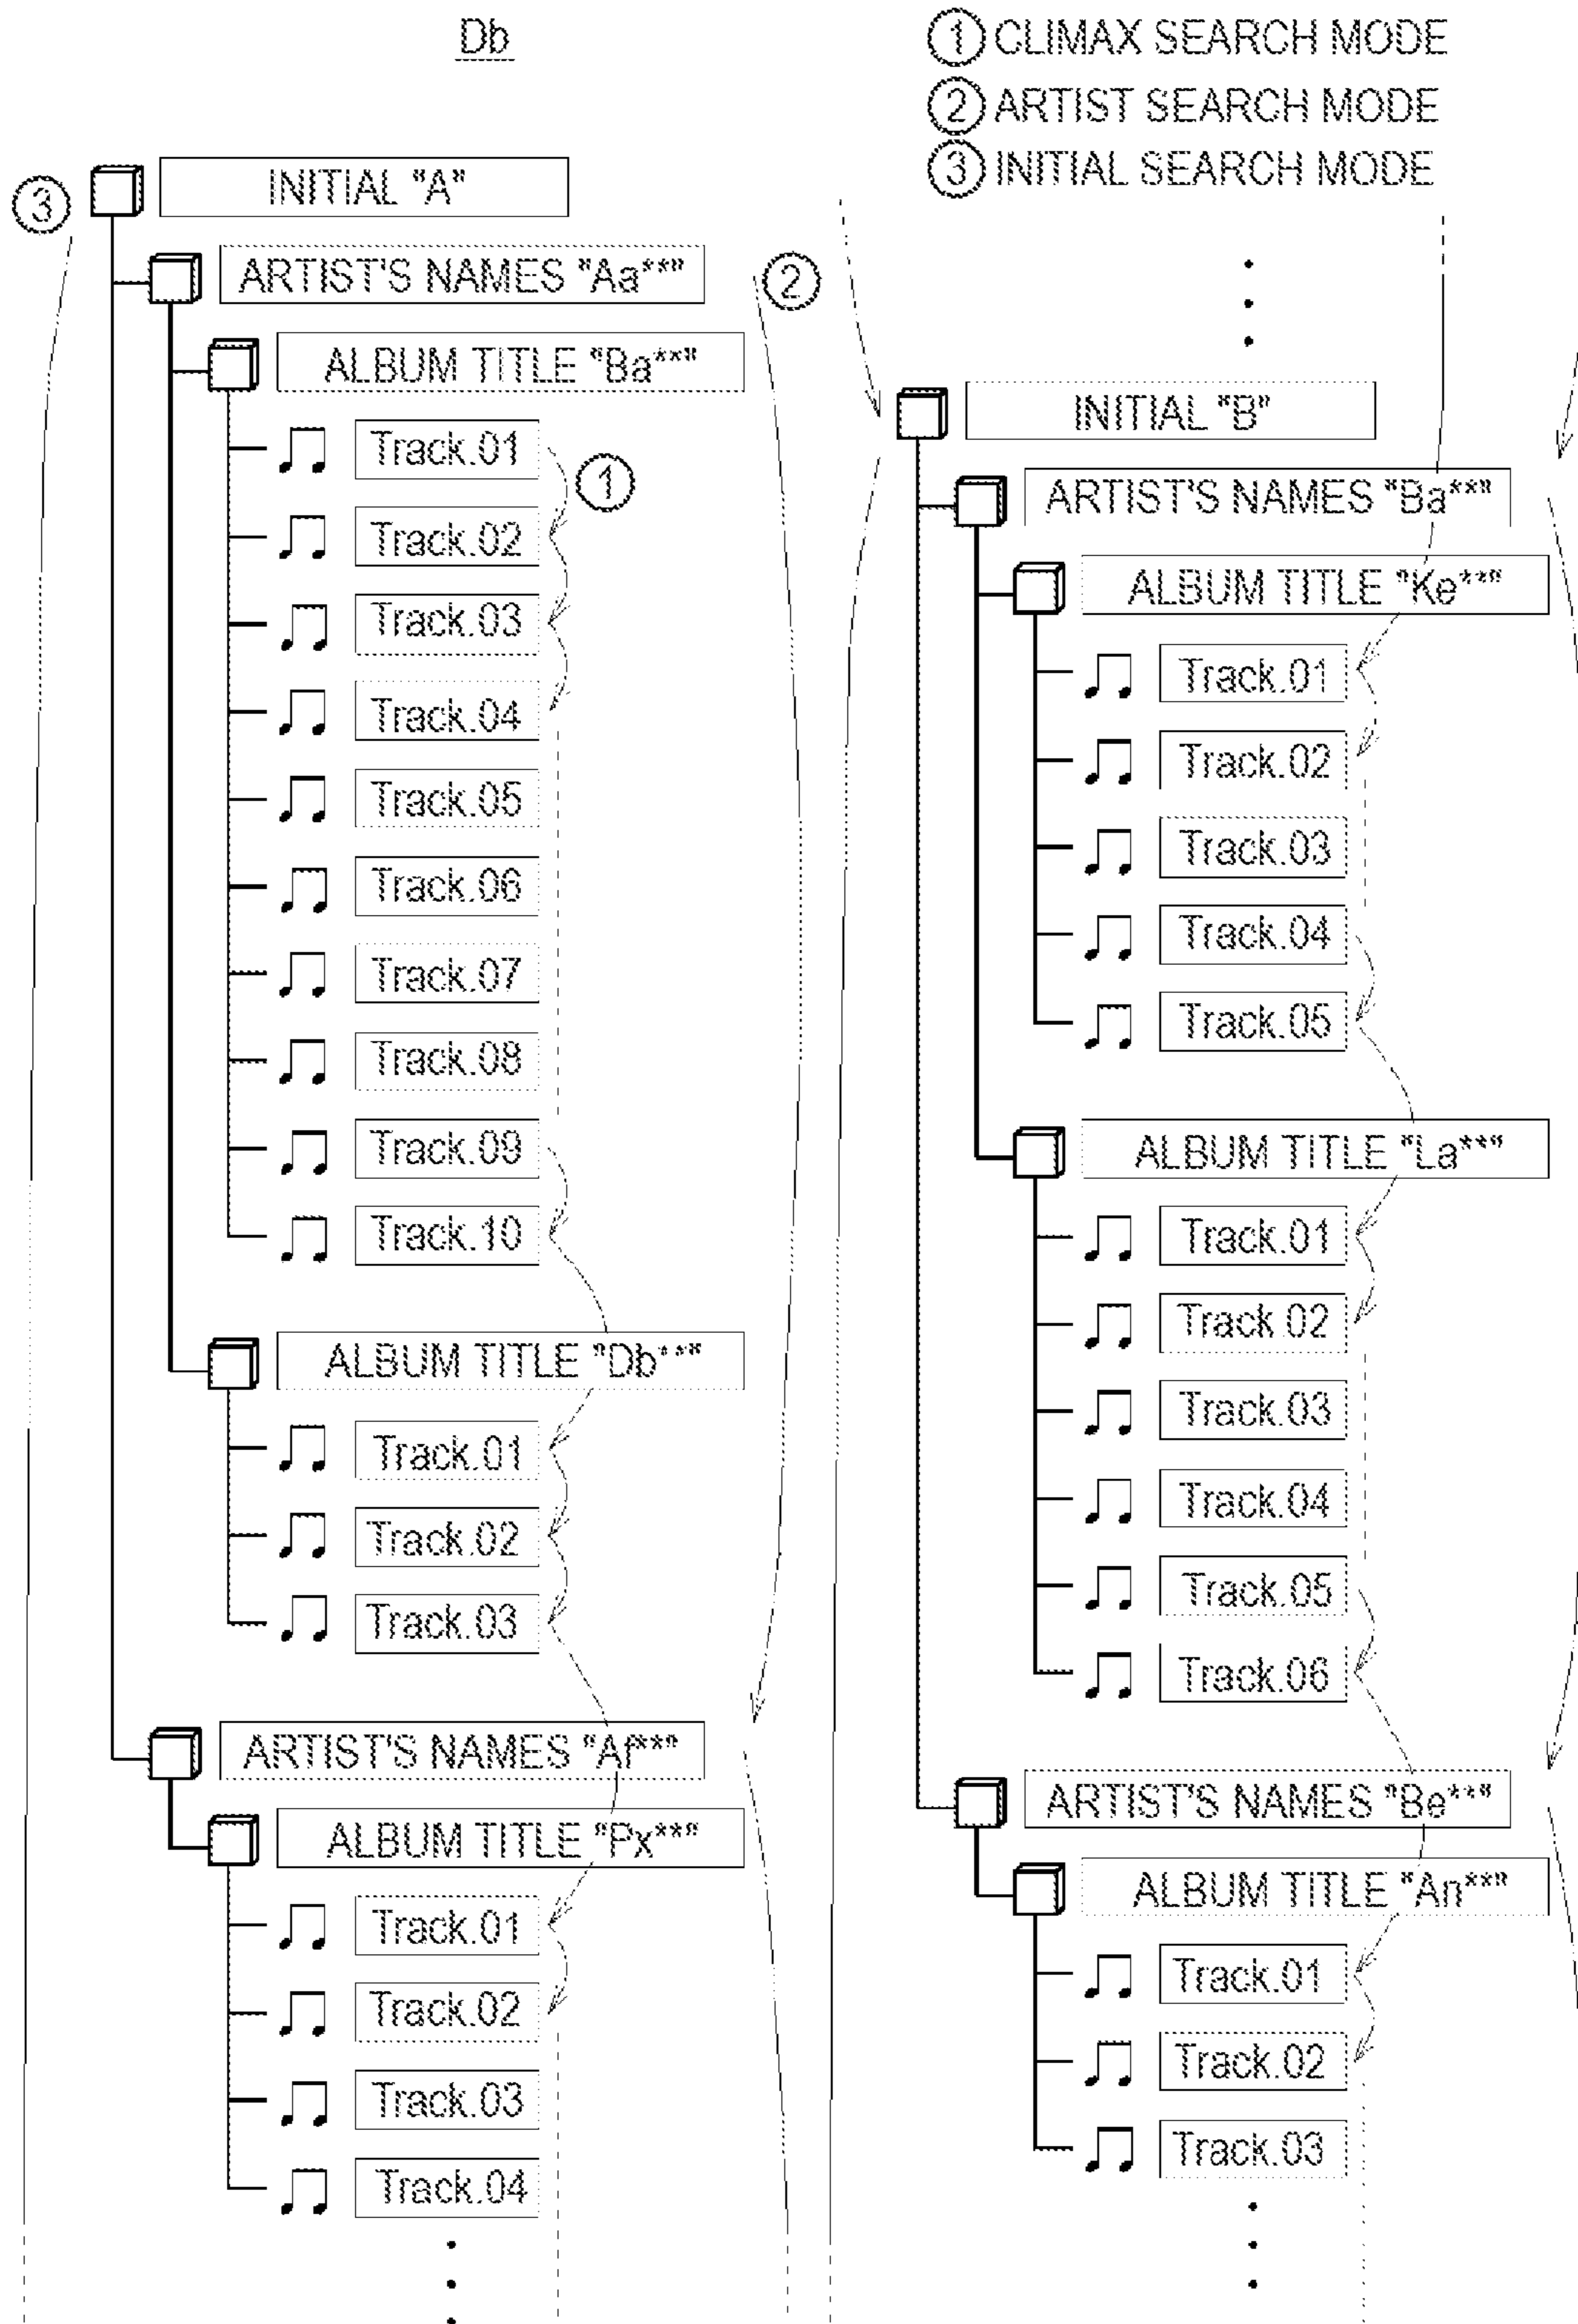 Db
① CLIMAX SEARCH MODE
② ARTIST SEARCH MODE
③ INITIAL SEARCH MODE
③ INITIAL "A"
ARTIST'S NAMES "Aa**"
②
ALBUM TITLE "Ba**"
Track.01
①
Track.02
Track.03
Track.04
Track.05
Track.06
Track.07
Track.08
Track.09
Track.10
ALBUM TITLE "Db**"
Track.01
Track.02
Track.03
ARTIST'S NAMES "Af**"
ALBUM TITLE "Px**"
Track.01
Track.02
Track.03
Track.04
INITIAL "B"
ARTIST'S NAMES "Ba**"
ALBUM TITLE "Ke**"
Track.01
Track.02
Track.03
Track.04
Track.05
ALBUM TITLE "La**"
Track.01
Track.02
Track.03
Track.04
Track.05
Track.06
ARTIST'S NAMES "Be**"
ALBUM TITLE "An**"
Track.01
Track.02
Track.03